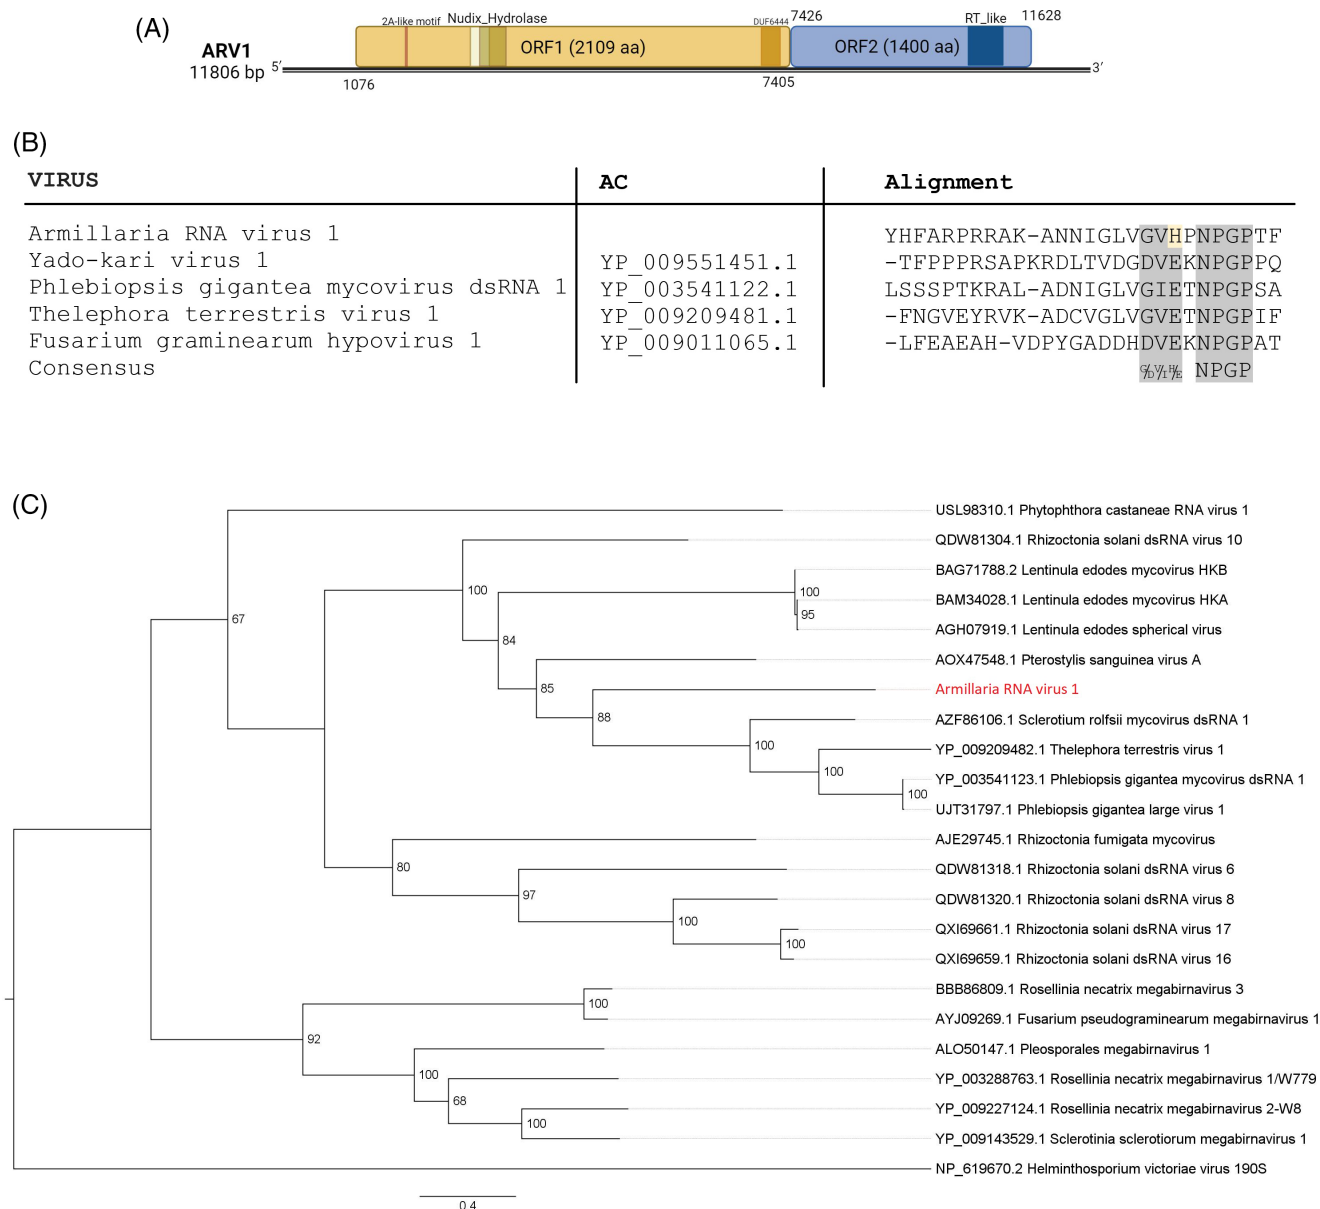 (A)
2A-like motif Nudix_Hydrolase DUF6444 7426 RT_like 11628
ARV1
ORF1 (2109 aa) ORF2 (1400 aa)
11806 bp 5′ 3′
1076 7405
(B)
VIRUS AC Alignment
Armillaria RNA virus 1 YHFARPRRAK-ANNIGLVGVHPNPGPTF
Yado-kari virus 1 YP_009551451.1 -TFPPPRSAPKRDLTVDGDVEKNPGPPQ
Phlebiopsis gigantea mycovirus dsRNA 1 YP_003541122.1 LSSSPTKRAL-ADNIGLVGIETNPGPSA
Thelephora terrestris virus 1 YP_009209481.1 -FNGVEYRVK-ADCVGLVGVETNPGPIF
Fusarium graminearum hypovirus 1 YP_009011065.1 -LFEAEAH-VDPYGADDHDVEKNPGPAT
Consensus G/D V/I H/E NPGP
(C)
USL98310.1 Phytophthora castaneae RNA virus 1
QDW81304.1 Rhizoctonia solani dsRNA virus 10
BAG71788.2 Lentinula edodes mycovirus HKB
100
100
BAM34028.1 Lentinula edodes mycovirus HKA
95
67
AGH07919.1 Lentinula edodes spherical virus
84
AOX47548.1 Pterostylis sanguinea virus A
85
Armillaria RNA virus 1
88
AZF86106.1 Sclerotium rolfsii mycovirus dsRNA 1
100
YP_009209482.1 Thelephora terrestris virus 1
100
YP_003541123.1 Phlebiopsis gigantea mycovirus dsRNA 1
100
UJT31797.1 Phlebiopsis gigantea large virus 1
AJE29745.1 Rhizoctonia fumigata mycovirus
80
QDW81318.1 Rhizoctonia solani dsRNA virus 6
97
QDW81320.1 Rhizoctonia solani dsRNA virus 8
100
QXI69661.1 Rhizoctonia solani dsRNA virus 17
100
QXI69659.1 Rhizoctonia solani dsRNA virus 16
BBB86809.1 Rosellinia necatrix megabirnavirus 3
100
AYJ09269.1 Fusarium pseudograminearum megabirnavirus 1
92
ALO50147.1 Pleosporales megabirnavirus 1
100
YP_003288763.1 Rosellinia necatrix megabirnavirus 1/W779
68
YP_009227124.1 Rosellinia necatrix megabirnavirus 2-W8
100
YP_009143529.1 Sclerotinia sclerotiorum megabirnavirus 1
NP_619670.2 Helminthosporium victoriae virus 190S
0.4